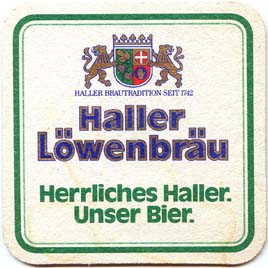 HALLER BRAUTRADITION SEIT 1742
Haller
Löwenbräu
Herrliches Haller.
Unser Bier.